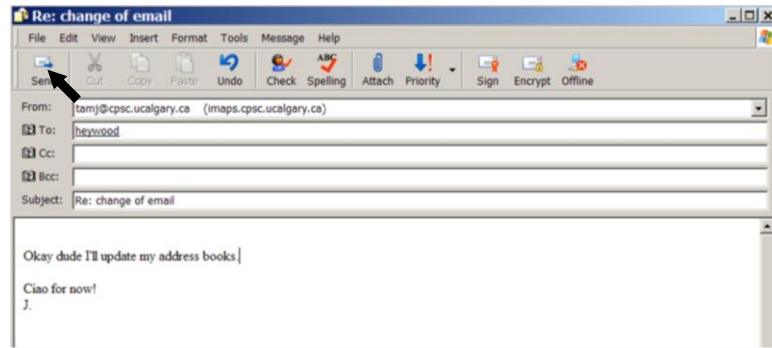 Re: change of email
File Edit View Insert Format Tools Message Help
ABC
Send Cut Copy Paste Undo Check Spelling Attach Priority Sign Encrypt Offline
From: tamj@cpsc.ucalgary.ca (imaps.cpsc.ucalgary.ca)
To: heywood
Cc:
Bcc:
Subject: Re: change of email
Okay dude I'll update my address books.
Ciao for now!
J.